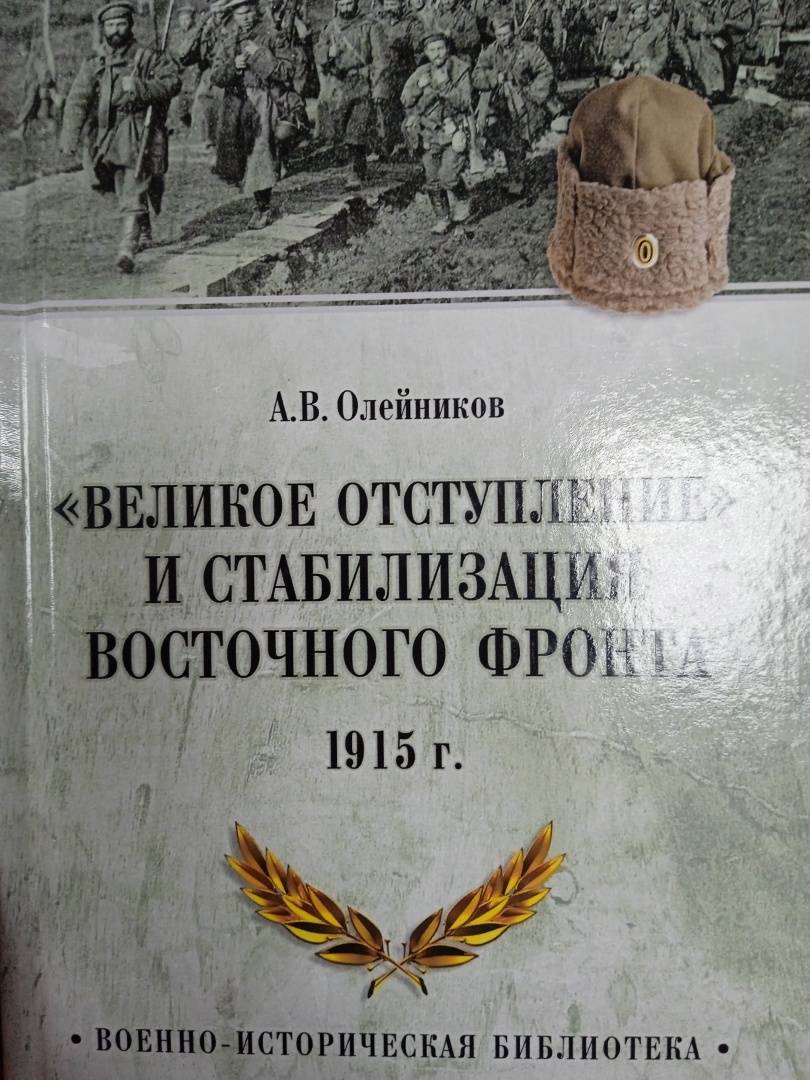 А.В. Олейников
«ВЕЛИКОЕ ОТСТУПЛЕНИЕ»
И СТАБИЛИЗАЦИЯ
ВОСТОЧНОГО ФРОНТА
1915 г.
• ВОЕННО-ИСТОРИЧЕСКАЯ БИБЛИОТЕКА •